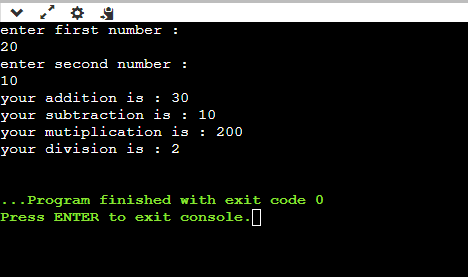 enter first number :
20
enter second number :
10
your addition is : 30
your subtraction is : 10
your mutiplication is : 200
your division is : 2
...Program finished with exit code 0
Press ENTER to exit console.